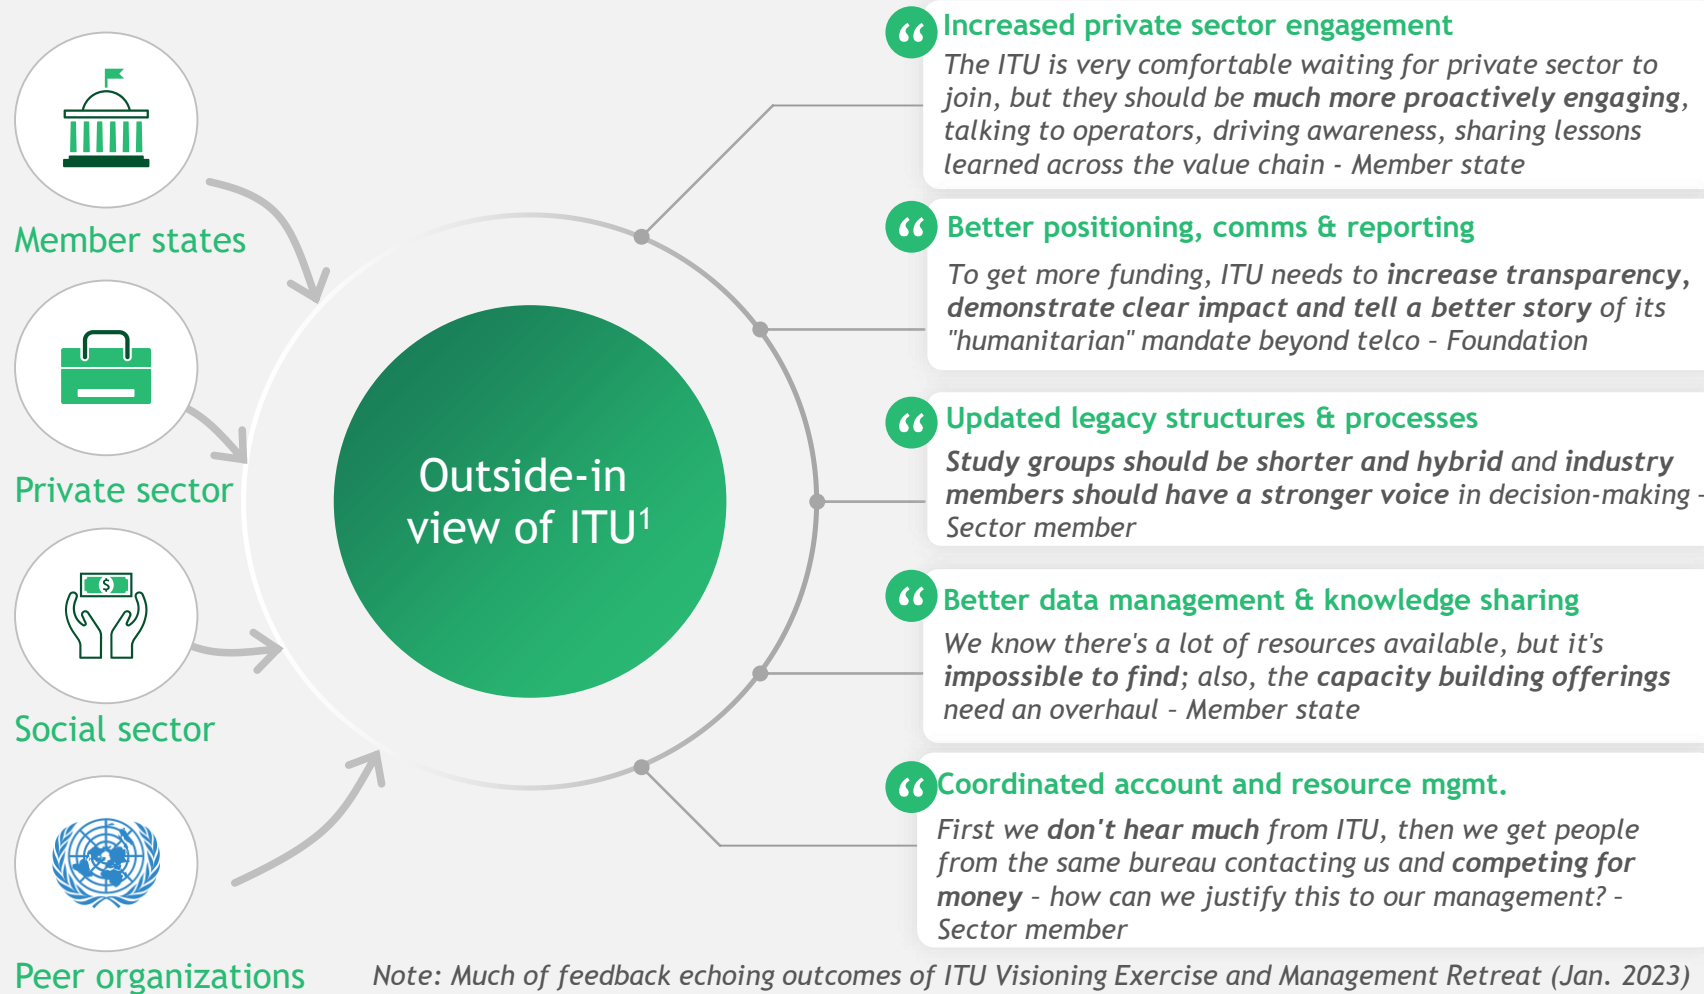 Member states
Private sector
Social sector
Peer organizations
Outside-in
view of ITU¹
“ Increased private sector engagement
The ITU is very comfortable waiting for private sector to
join, but they should be much more proactively engaging,
talking to operators, driving awareness, sharing lessons
learned across the value chain - Member state
“ Better positioning, comms & reporting
To get more funding, ITU needs to increase transparency,
demonstrate clear impact and tell a better story of its
"humanitarian" mandate beyond telco – Foundation
“ Updated legacy structures & processes
Study groups should be shorter and hybrid and industry
members should have a stronger voice in decision-making –
Sector member
“ Better data management & knowledge sharing
We know there's a lot of resources available, but it's
impossible to find; also, the capacity building offerings
need an overhaul – Member state
“ Coordinated account and resource mgmt.
First we don't hear much from ITU, then we get people
from the same bureau contacting us and competing for
money – how can we justify this to our management? –
Sector member
Note: Much of feedback echoing outcomes of ITU Visioning Exercise and Management Retreat (Jan. 2023)
$